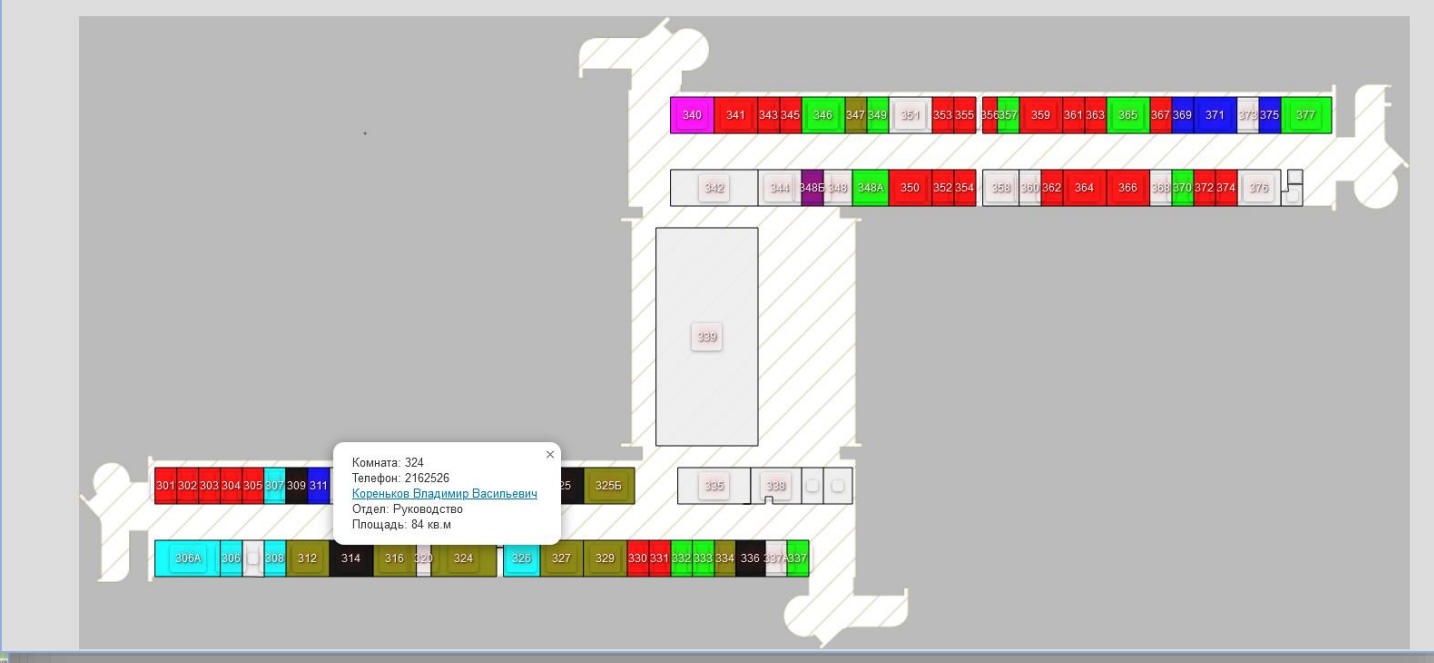 340 341 343 345 346 347 349 351 353 355 356 357 359 361 363 365 367 369 371 373 375 377
342 344 348Б 348 348А 350 352 354 358 360 362 364 366 368 370 372 374 376
339
Комната: 324
Телефон: 2162526
Кореньков Владимир Васильевич
Отдел: Руководство
Площадь: 84 кв.м
301 302 303 304 305 307 309 311 25 325Б 335 338
306А 306 308 312 314 316 320 324 326 327 329 330 331 332 333 334 336 337А 337